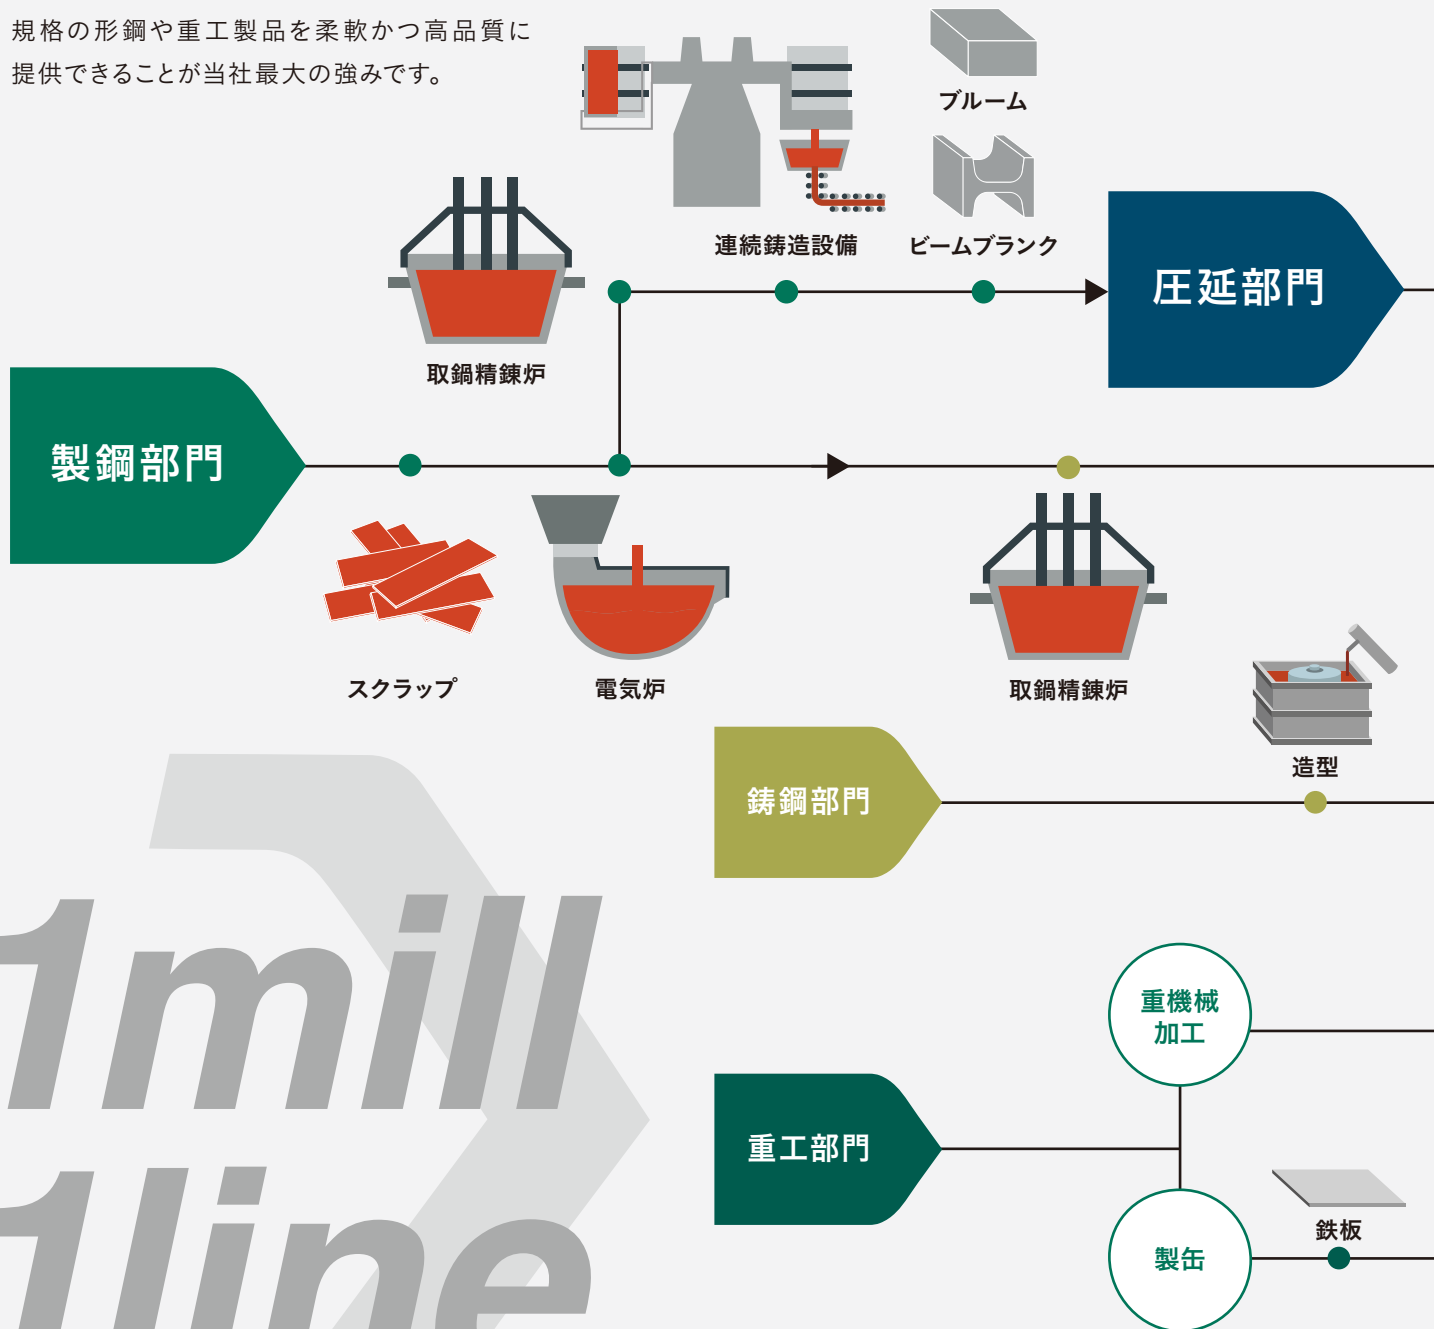 規格の形鋼や重工製品を柔軟かつ高品質に
提供できることが当社最大の強みです。
ブルーム
連続鋳造設備
ビームブランク
圧延部門
取鍋精錬炉
製鋼部門
スクラップ
電気炉
取鍋精錬炉
造型
鋳鋼部門
1mill
1line
重機械
加工
重工部門
鉄板
製缶